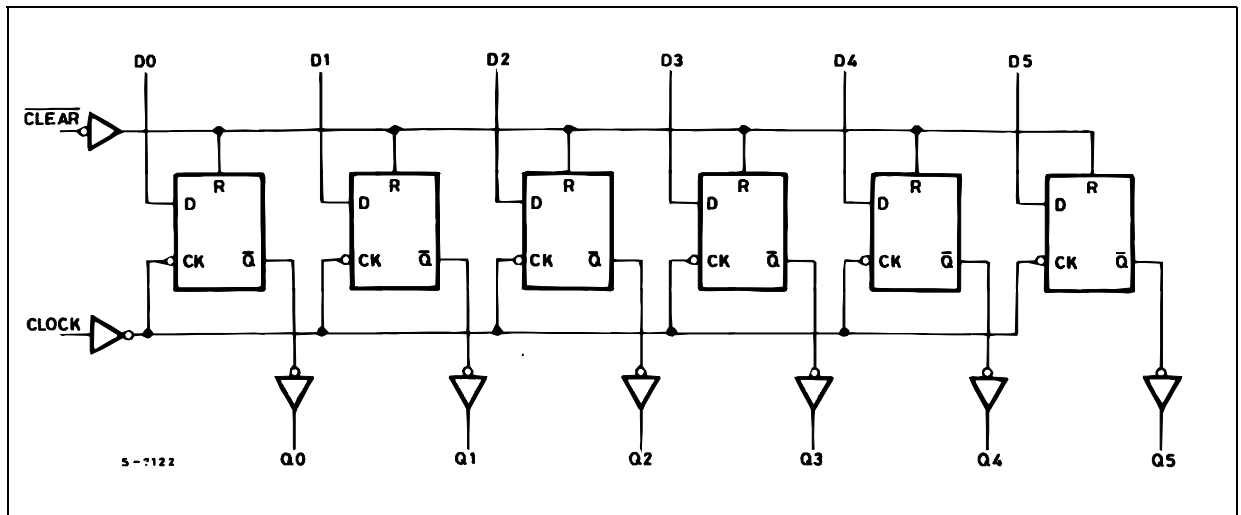 D0 D1 D2 D3 D4 D5
C̅L̅E̅A̅R̅
R R R R R R
D D D D D D
CK Q̅ CK Q̅ CK Q̅ CK Q̅ CK Q̅ CK Q̅
CLOCK
Q0 Q1 Q2 Q3 Q4 Q5